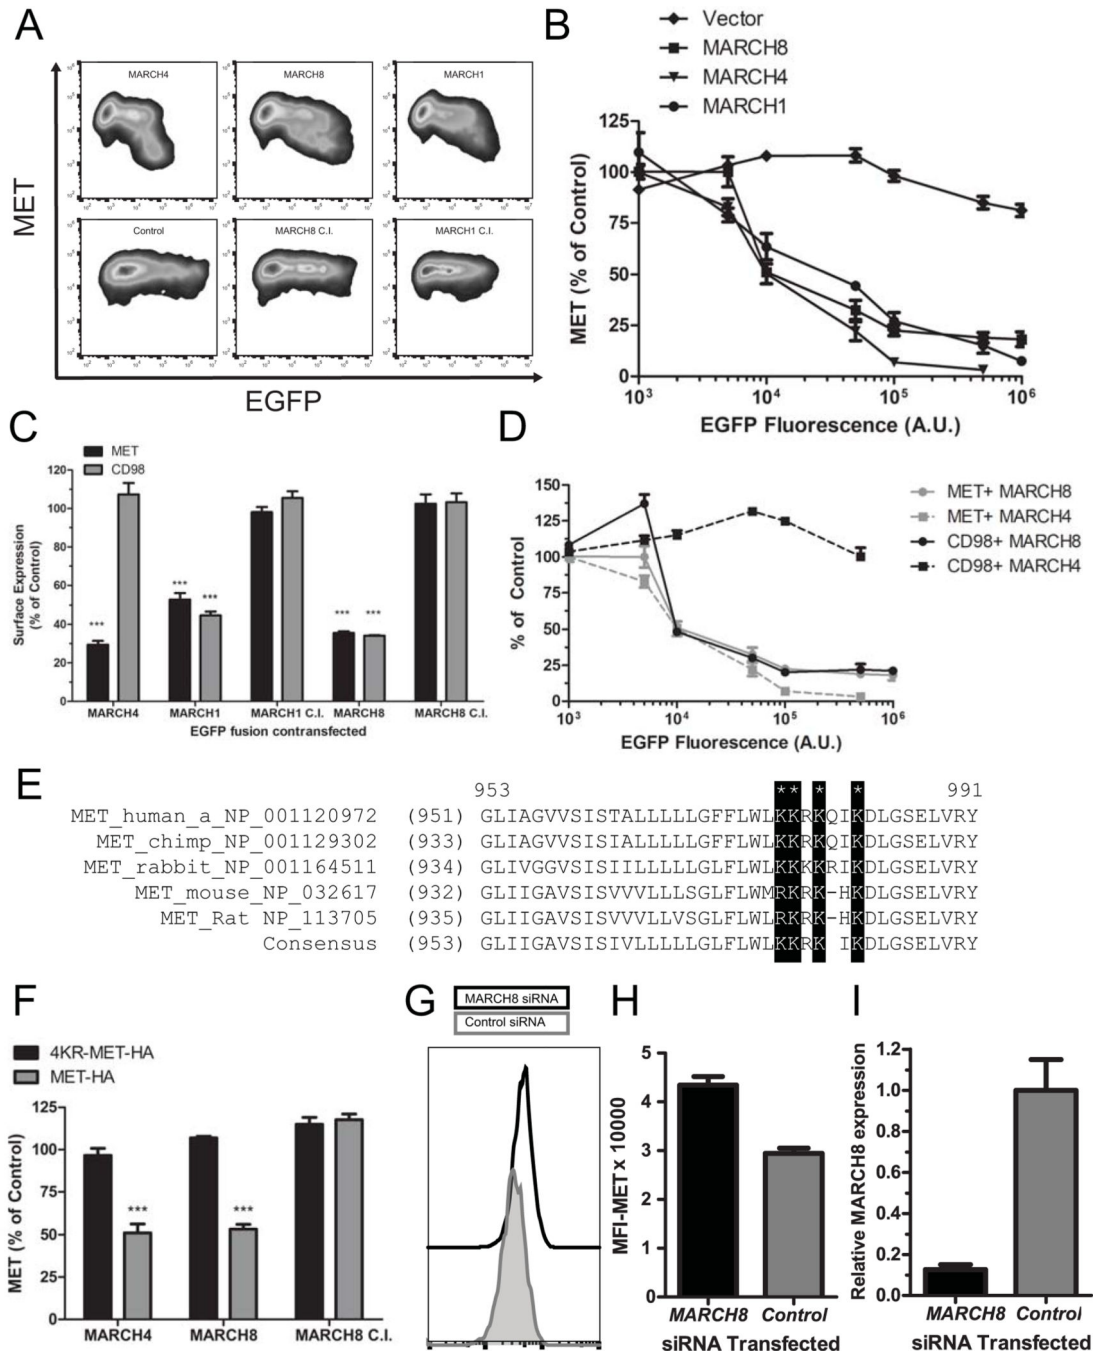 A
MARCH4
MARCH8
MARCH1
Control
MARCH8 C.I.
MARCH1 C.I.
MET
EGFP
B
Vector
MARCH8
MARCH4
MARCH1
MET (% of Control)
125
100
75
50
25
0
10³ 10⁴ 10⁵ 10⁶
EGFP Fluorescence (A.U.)
C
MET
CD98
Surface Expression
(% of Control)
120
100
80
60
40
20
0
***
*** ***
*** ***
MARCH4 MARCH1 MARCH1 C.I. MARCH8 MARCH8 C.I.
EGFP fusion contransfected
D
% of Control
150
125
100
75
50
25
0
10³ 10⁴ 10⁵ 10⁶
EGFP Fluorescence (A.U.)
MET+ MARCH8
MET+ MARCH4
CD98+ MARCH8
CD98+ MARCH4
E
953 ** * * 991
MET_human_a_NP_001120972 (951) GLIAGVVSISTALLLLLGFFLWLKKRKQIKDLGSELVRY
MET_chimp_NP_001129302 (933) GLIAGVVSISTALLLLLGFFLWLKKRKQIKDLGSELVRY
MET_rabbit_NP_001164511 (934) GLIVGGVSISIILLLLLGLFLWLKKKKRIKDLGSELVRY
MET_mouse_NP_032617 (932) GLIIGAVSISVVVLLLSGLFLWMRKRK-HKDLGSELVRY
MET_Rat NP_113705 (935) GLIIGAVSISVVVLLVSGLFLWLRKRK-HKDLGSELVRY
Consensus (953) GLIIGAVSISIVLLLLLGLFLWLKKRK IKDLGSELVRY
F
4KR-MET-HA
MET-HA
MET (% of Control)
125
100
75
50
25
0
*** ***
MARCH4 MARCH8 MARCH8 C.I.
G
MARCH8 siRNA
Control siRNA
H
MFI-MET x 10000
5
4
3
2
1
0
MARCH8 Control
siRNA Transfected
I
Relative MARCH8 expression
1.2
1.0
0.8
0.6
0.4
0.2
0.0
MARCH8 Control
siRNA Transfected